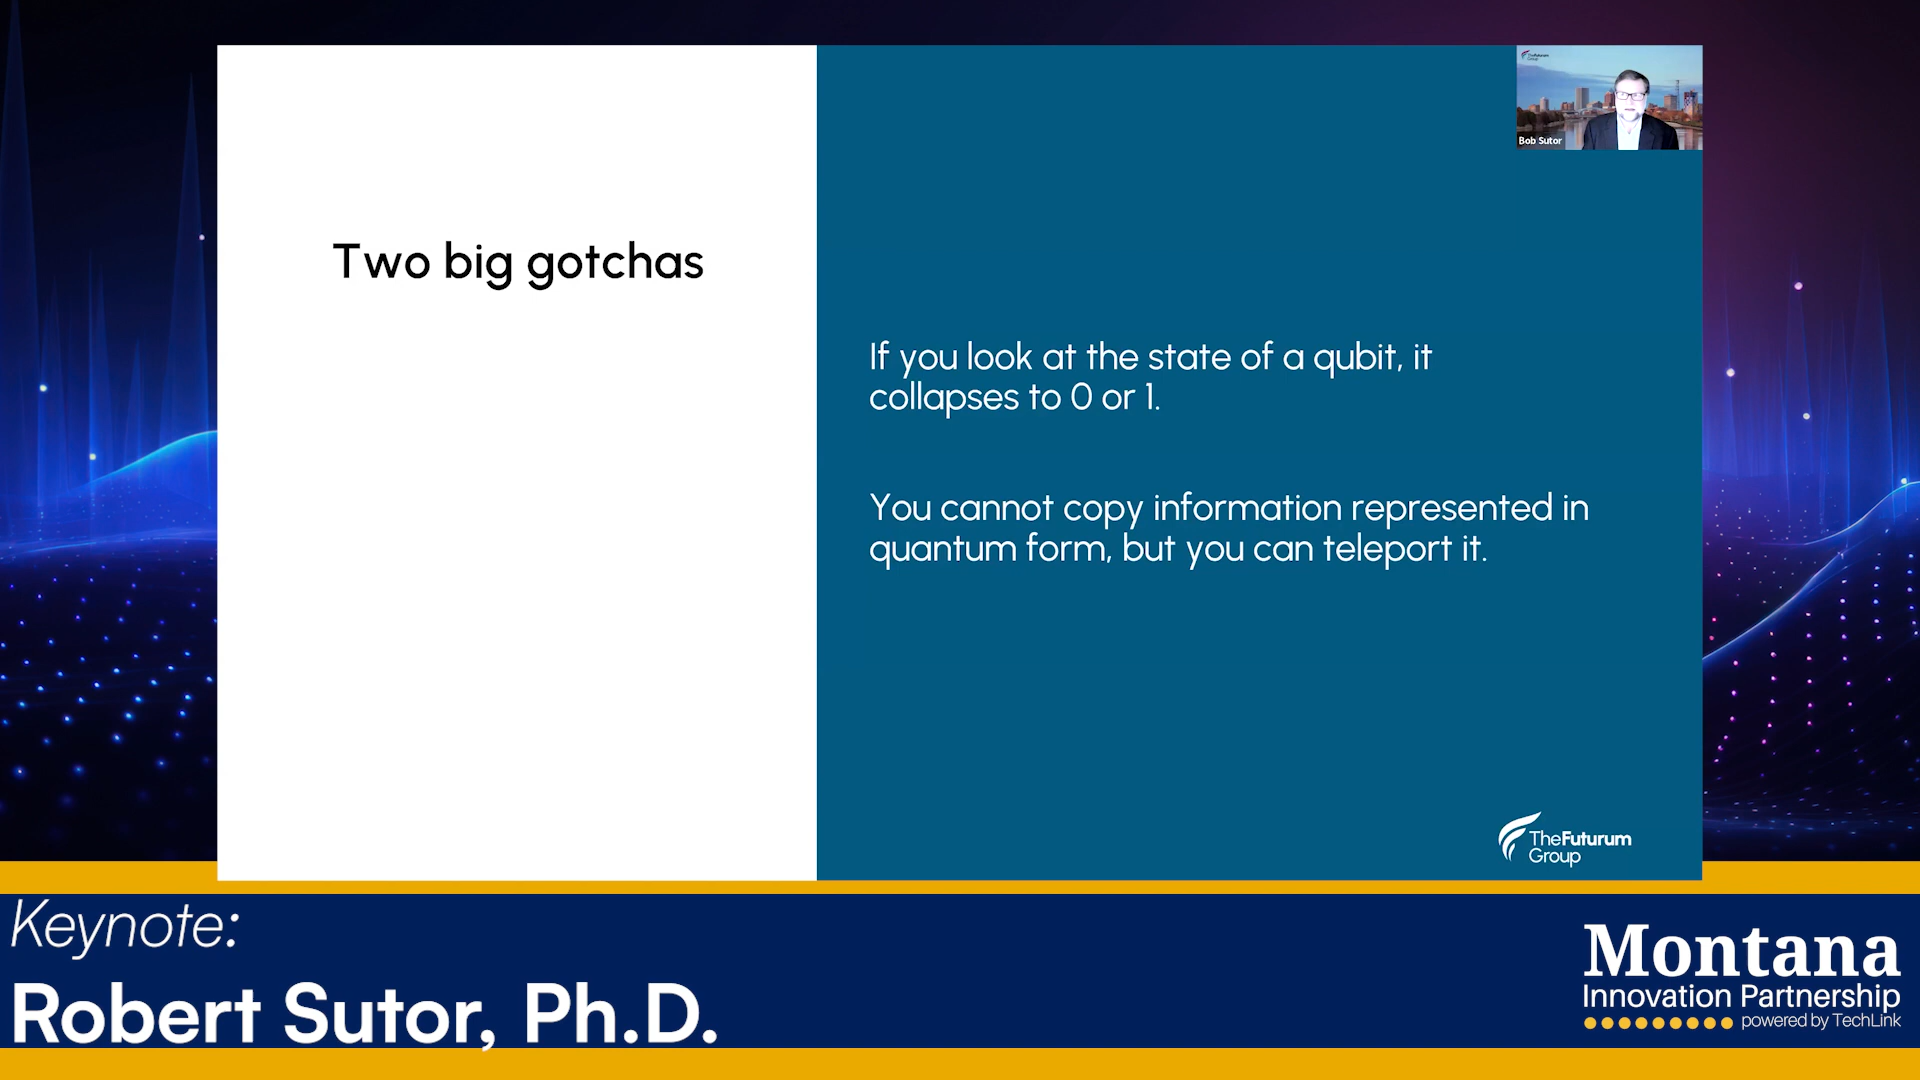 Two big gotchas
If you look at the state of a qubit, it
collapses to 0 or 1.
You cannot copy information represented in
quantum form, but you can teleport it.
TheFuturum
Group
Bob Sutor
TheFuturum
Group
Keynote:
Robert Sutor, Ph.D.
Montana
Innovation Partnership
powered by TechLink